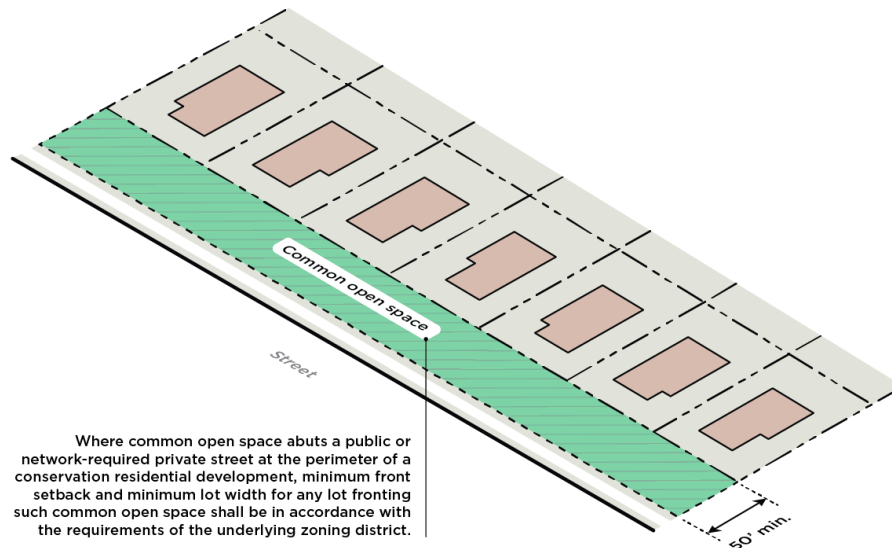 Common open space
Street
Where common open space abuts a public or
network-required private street at the perimeter of a
conservation residential development, minimum front
setback and minimum lot width for any lot fronting
such common open space shall be in accordance with
the requirements of the underlying zoning district.
50' min.